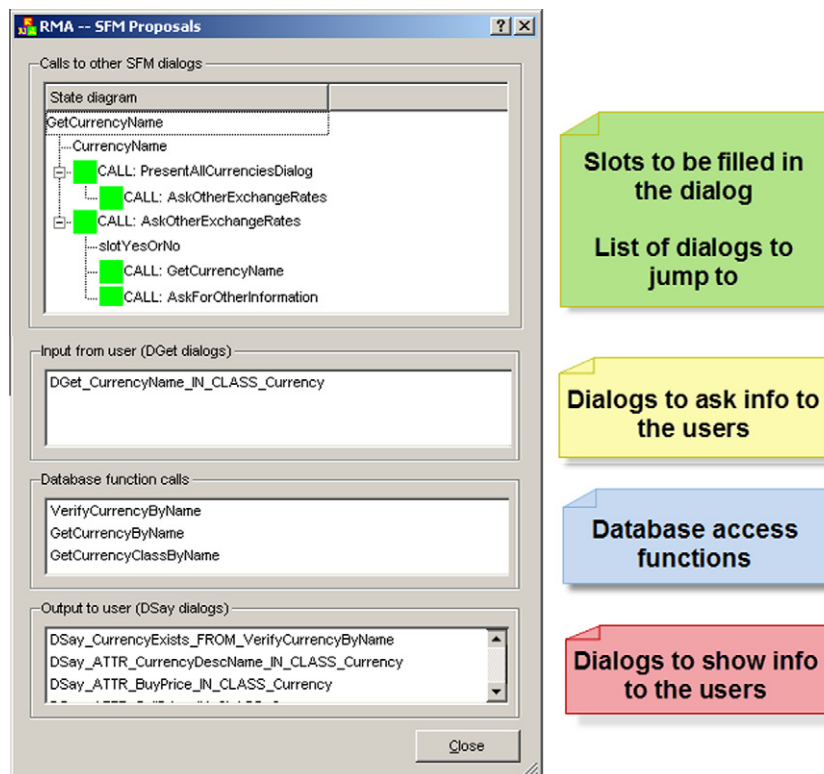 RMA -- SFM Proposals
Calls to other SFM dialogs
State diagram
GetCurrencyName
CurrencyName
CALL: PresentAllCurrenciesDialog
CALL: AskOtherExchangeRates
CALL: AskOtherExchangeRates
slotYesOrNo
CALL: GetCurrencyName
CALL: AskForOtherInformation
Input from user (DGet dialogs)
DGet_CurrencyName_IN_CLASS_Currency
Database function calls
VerifyCurrencyByName
GetCurrencyByName
GetCurrencyClassByName
Output to user (DSay dialogs)
DSay_CurrencyExists_FROM_VerifyCurrencyByName
DSay_ATTR_CurrencyDescName_IN_CLASS_Currency
DSay_ATTR_BuyPrice_IN_CLASS_Currency
Close
Slots to be filled in
the dialog
List of dialogs to
jump to
Dialogs to ask info to
the users
Database access
functions
Dialogs to show info
to the users